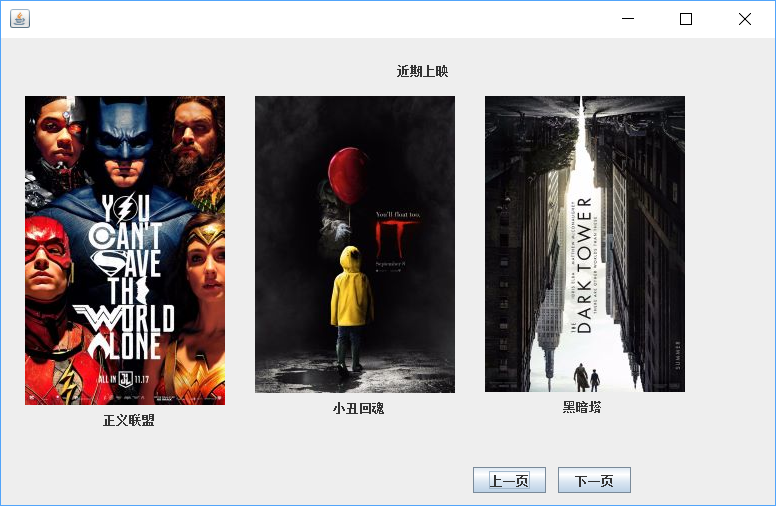 近期上映
YOU
CAN'T
SAVE
THE
WORLD
ALONE
ALL IN JL 11.17
正义联盟
You'll float too.
IT
September 8
小丑回魂
THE
DARK TOWER
IDRIS ELBA MATTHEW McCONAUGHEY
THERE ARE OTHER WORLDS THAN THESE
SUMMER
黑暗塔
上一页
下一页